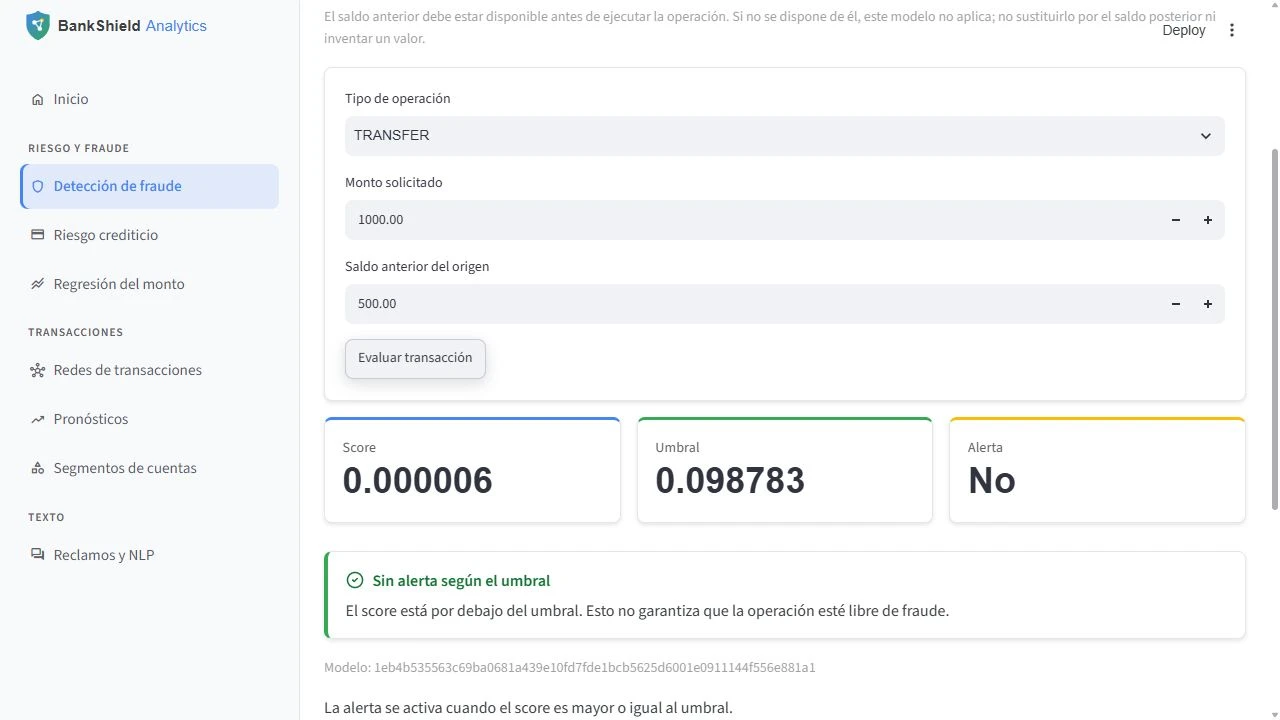 BankShield Analytics
Inicio
RIESGO Y FRAUDE
Detección de fraude
Riesgo crediticio
Regresión del monto
TRANSACCIONES
Redes de transacciones
Pronósticos
Segmentos de cuentas
TEXTO
Reclamos y NLP
Deploy
El saldo anterior debe estar disponible antes de ejecutar la operación. Si no se dispone de él, este modelo no aplica; no sustituirlo por el saldo posterior ni
inventar un valor.
Tipo de operación
TRANSFER
Monto solicitado
1000.00
Saldo anterior del origen
500.00
Evaluar transacción
Score
0.000006
Umbral
0.098783
Alerta
No
Sin alerta según el umbral
El score está por debajo del umbral. Esto no garantiza que la operación esté libre de fraude.
Modelo: 1eb4b535563c69ba0681a439e10fd7fde1bcb5625d6001e0911144f556e881a1
La alerta se activa cuando el score es mayor o igual al umbral.